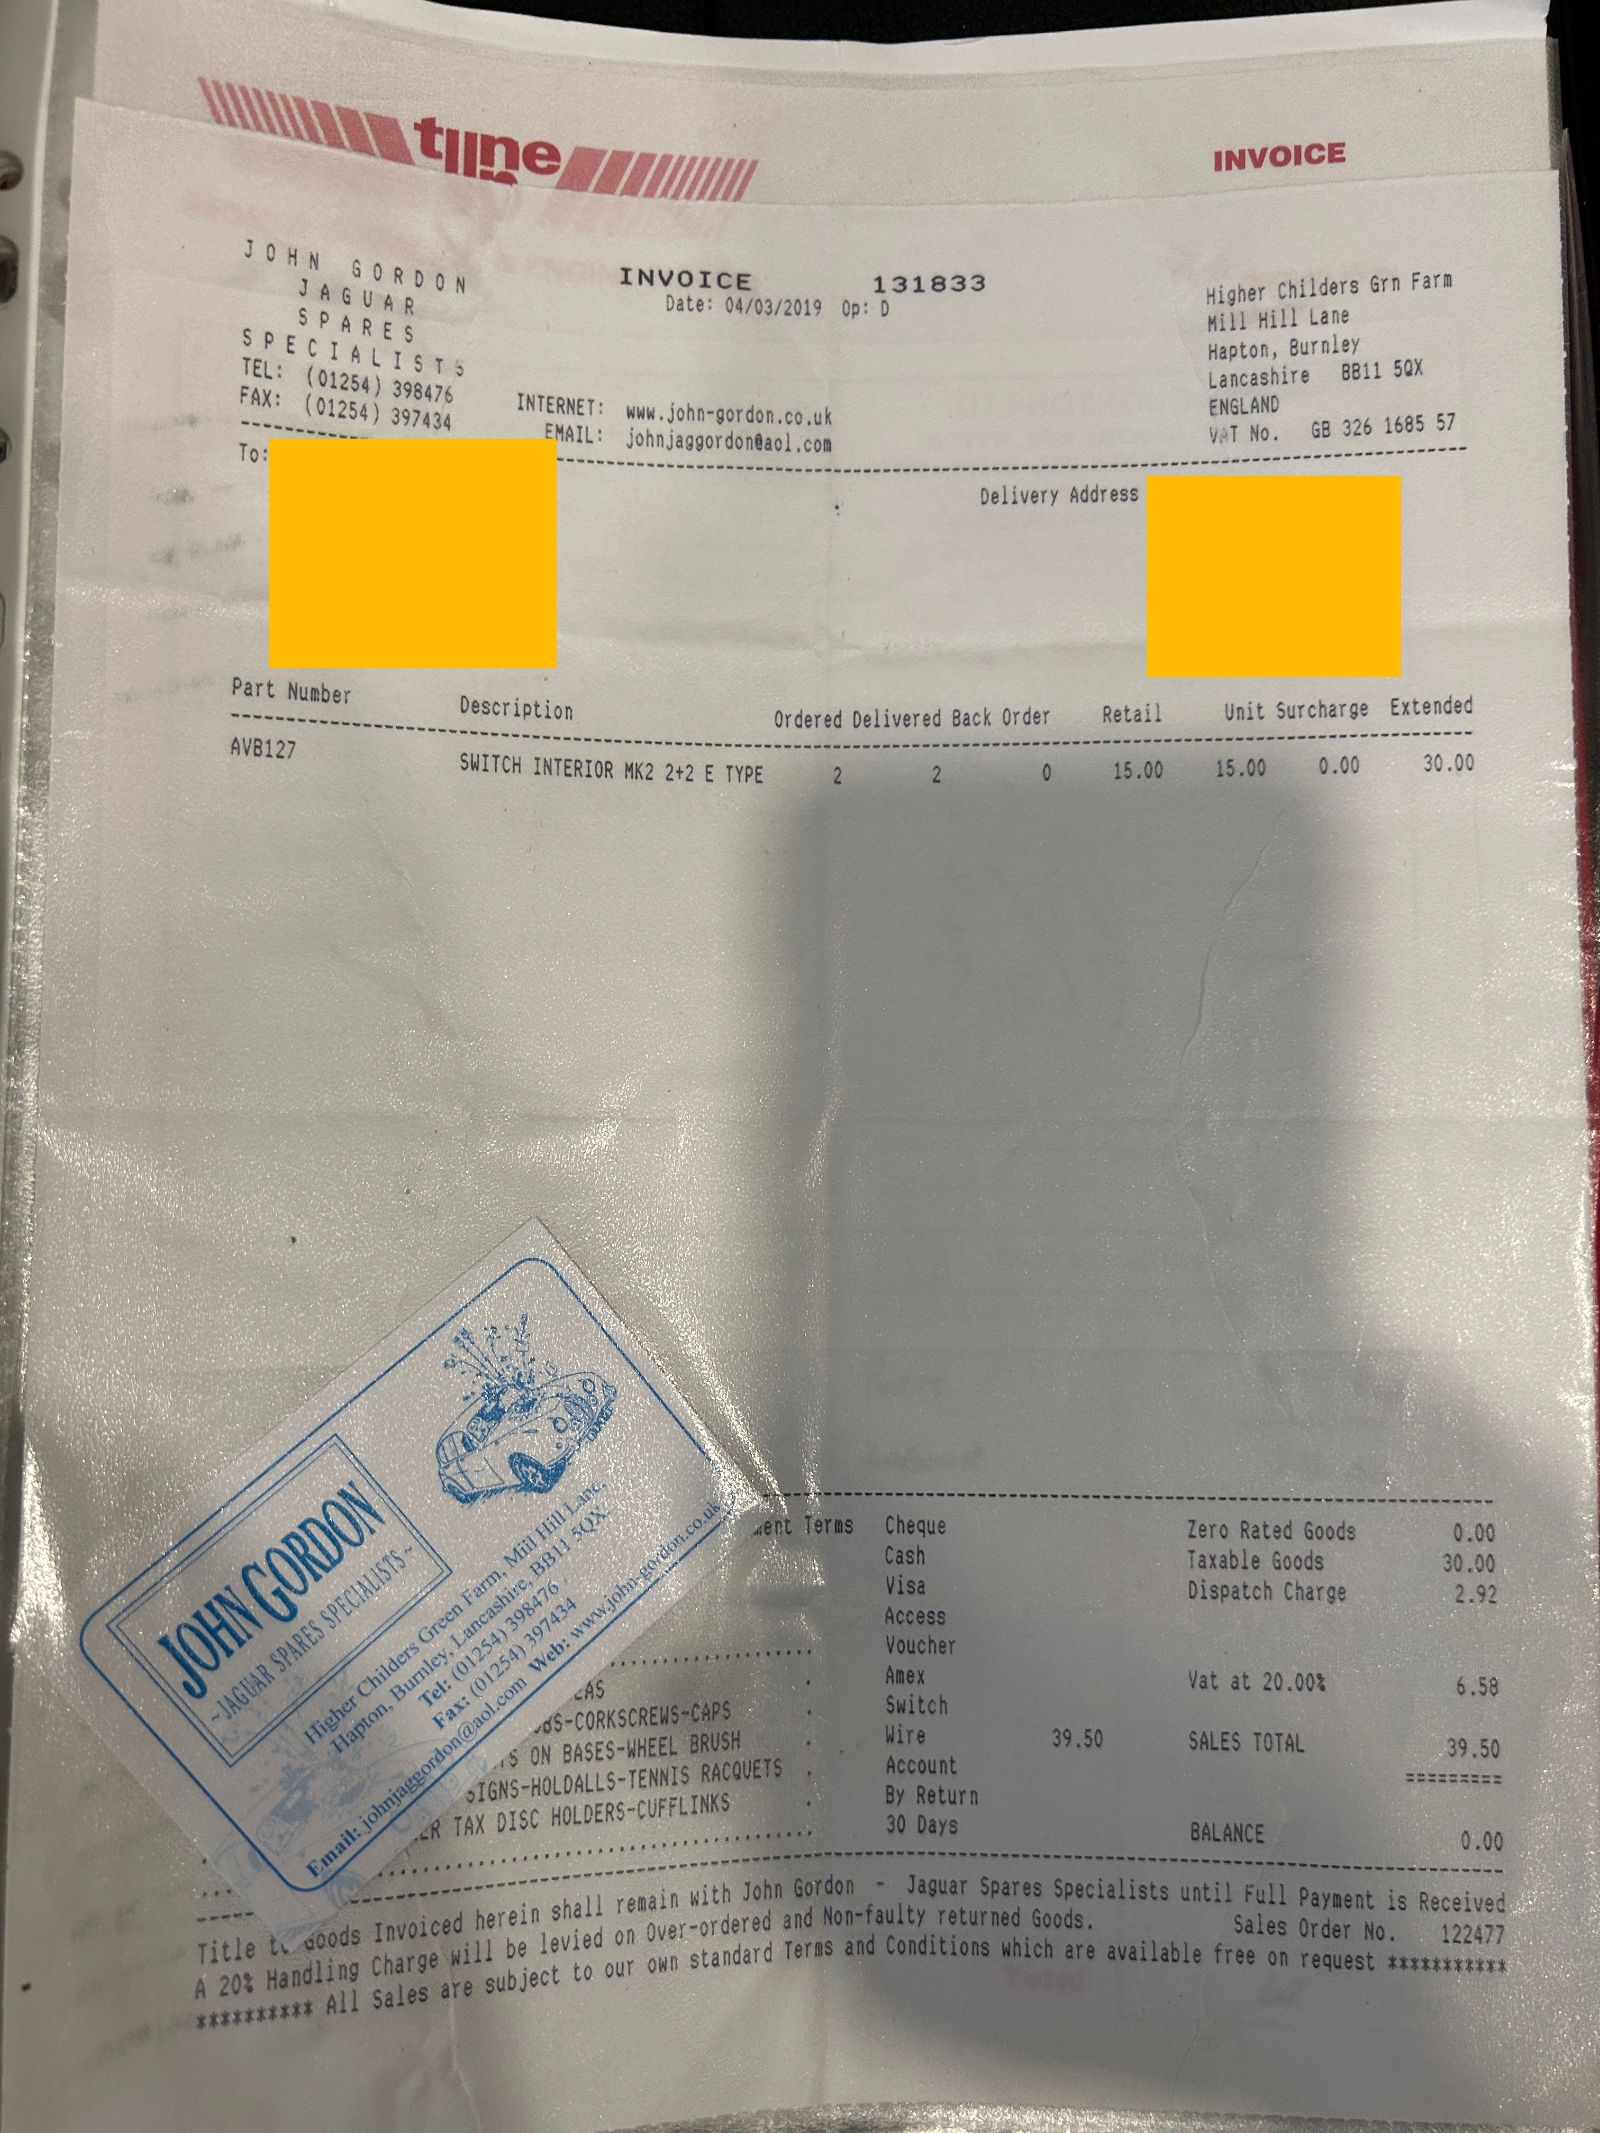 tune
INVOICE
JOHN GORDON
JAGUAR
SPARES
SPECIALISTS
TEL: (01254) 398476
FAX: (01254) 397434
INVOICE 131833
Date: 04/03/2019 Op: D
INTERNET: www.john-gordon.co.uk
EMAIL: johnjaggordon@aol.com
Higher Childers Grn Farm
Mill Hill Lane
Hapton, Burnley
Lancashire BB11 5QX
ENGLAND
VAT No. GB 326 1685 57
To:
Delivery Address
Part Number Description Ordered Delivered Back Order Retail Unit Surcharge Extended
AVB127 SWITCH INTERIOR MK2 2+2 E TYPE 2 2 0 15.00 15.00 0.00 30.00
JOHN GORDON
~JAGUAR SPARES SPECIALISTS~
Higher Childers Green Farm, Mill Hill Lane,
Hapton, Burnley, Lancashire, BB11 5QX.
Tel: (01254) 398476
Fax: (01254) 397434
Email: johnjaggordon@aol.com Web: www.john-gordon.co.uk
Terms Cheque Zero Rated Goods 0.00
Cash Taxable Goods 30.00
Visa Dispatch Charge 2.92
Access
Voucher
Amex Vat at 20.00% 6.58
-CORKSCREWS-CAPS Switch
ON BASES-WHEEL BRUSH Wire 39.50 SALES TOTAL 39.50
SIGNS-HOLDALLS-TENNIS RACQUETS . Account =========
TAX DISC HOLDERS-CUFFLINKS . By Return
30 Days BALANCE 0.00
Title to Goods Invoiced herein shall remain with John Gordon - Jaguar Spares Specialists until Full Payment is Received
A 20% Handling Charge will be levied on Over-ordered and Non-faulty returned Goods. Sales Order No. 122477
********** All Sales are subject to our own standard Terms and Conditions which are available free on request ***********